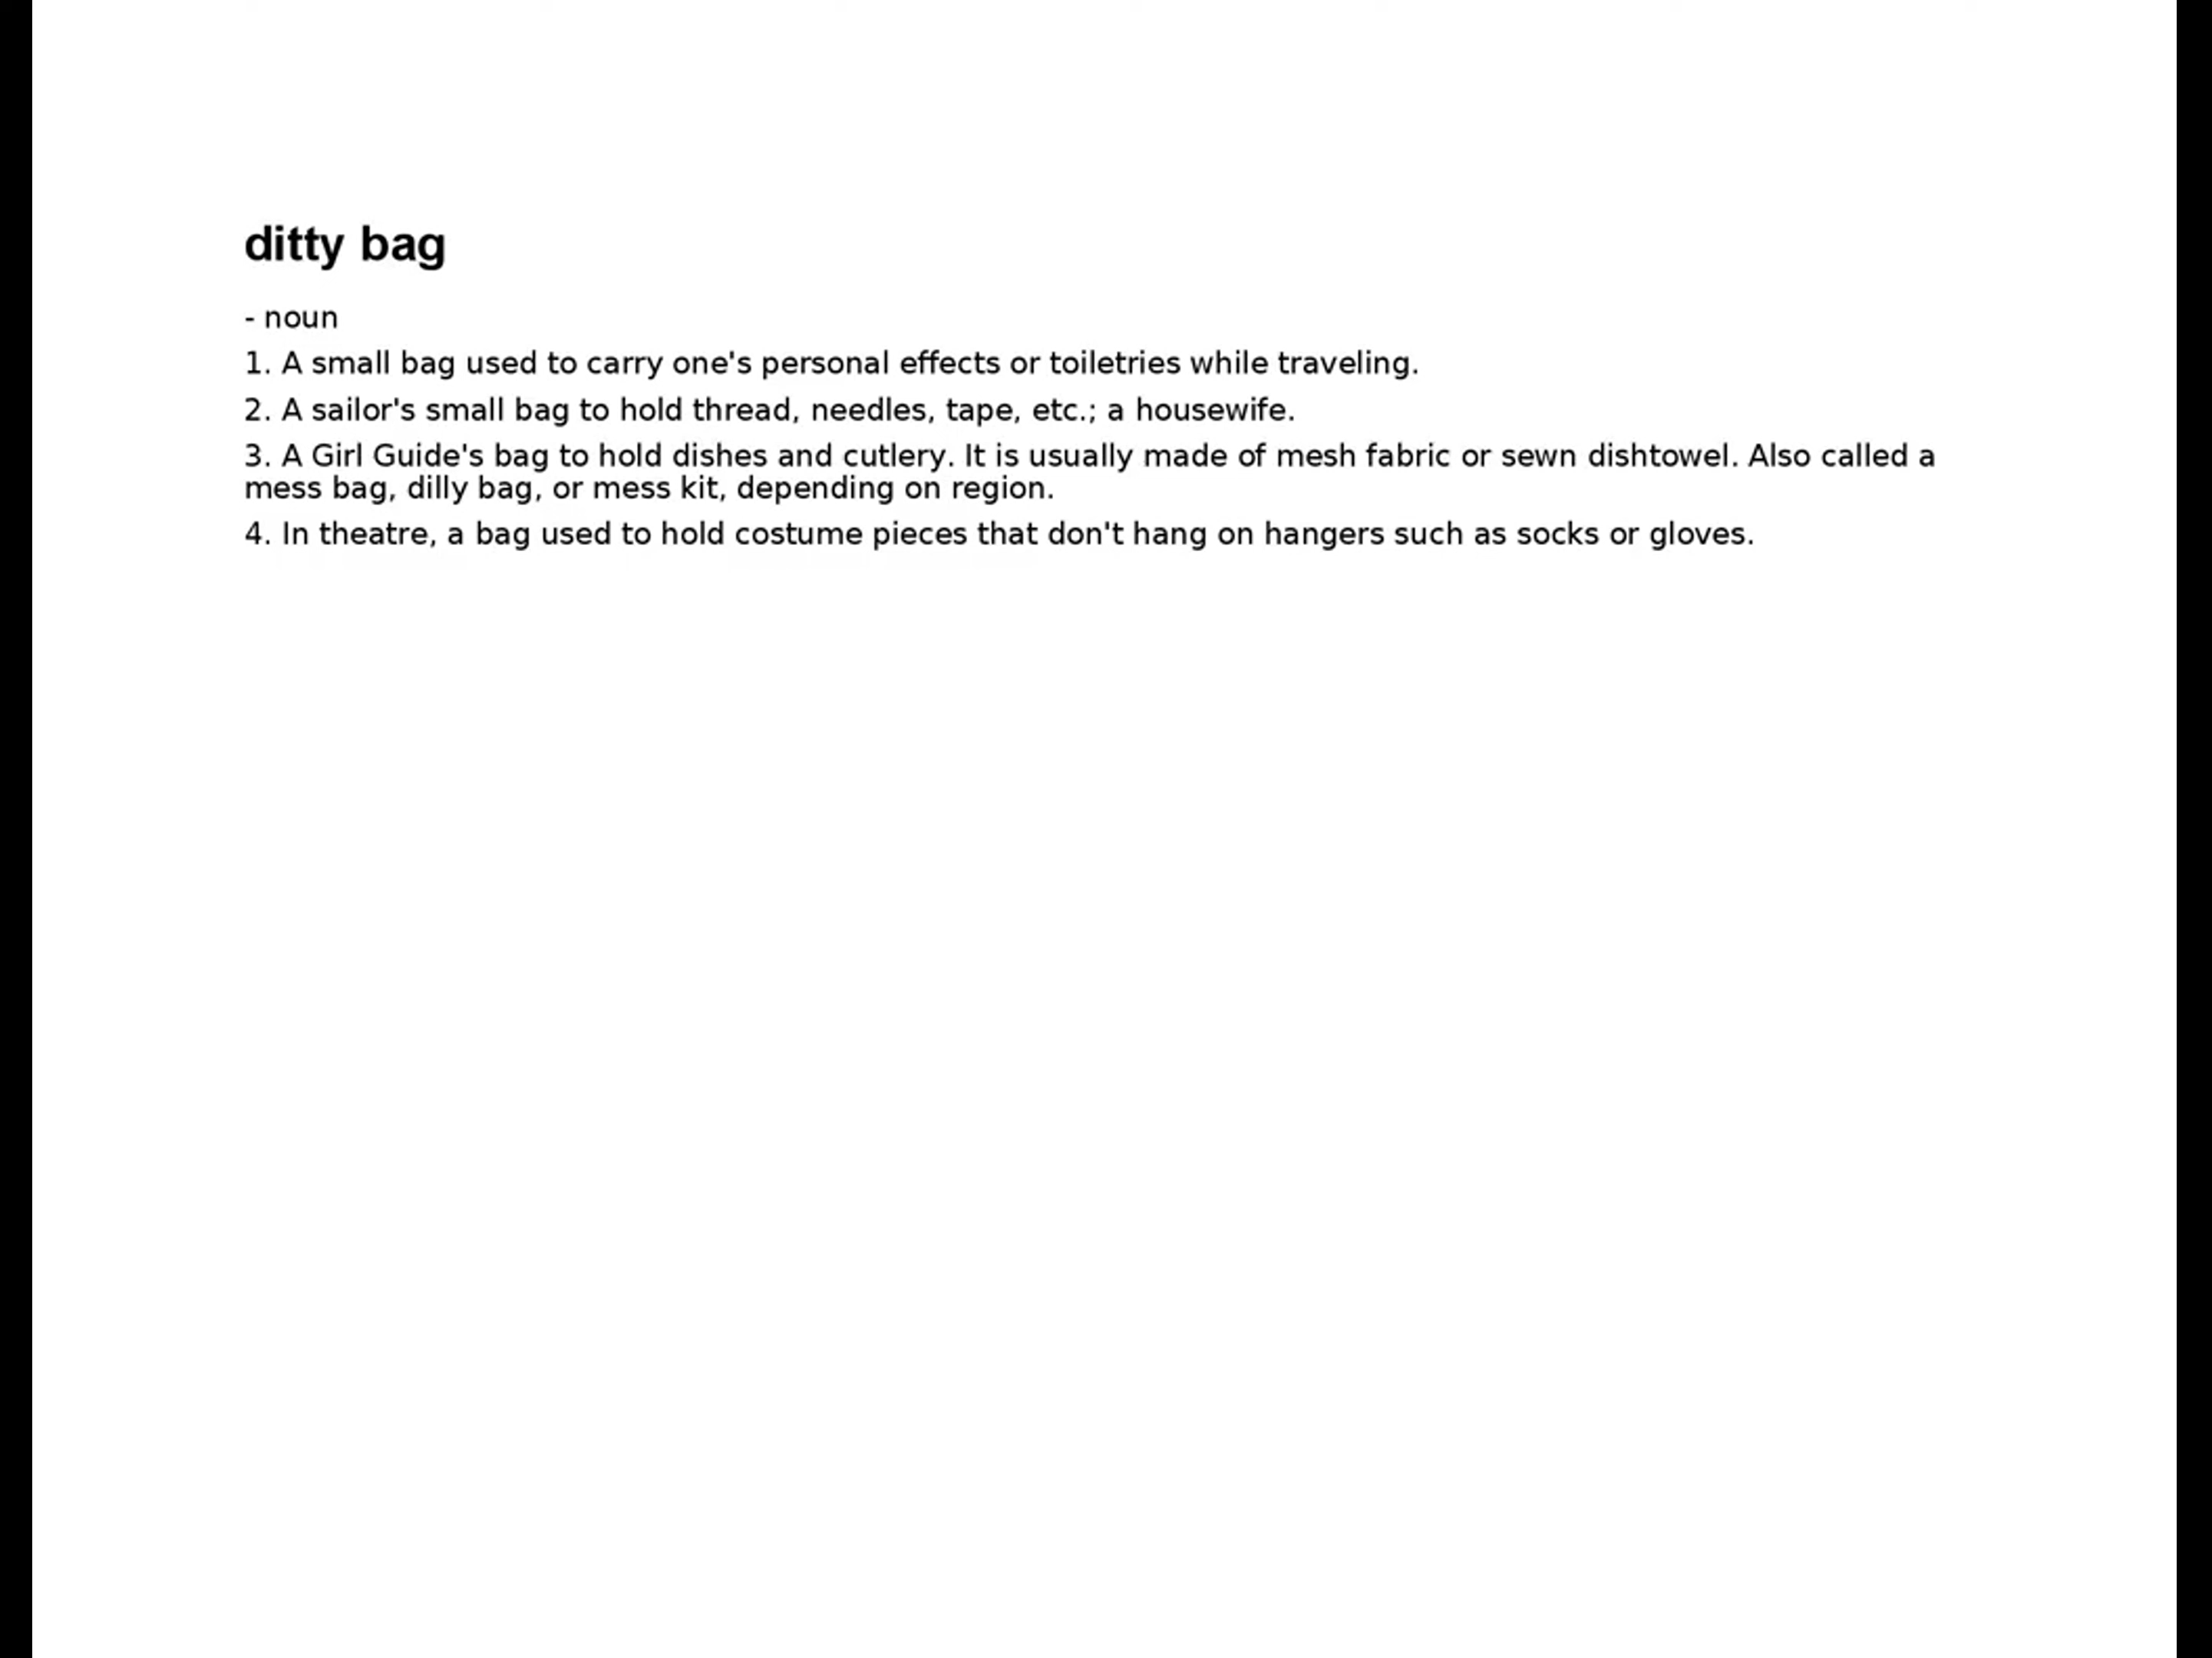 ditty bag
- noun
1. A small bag used to carry one's personal effects or toiletries while traveling.
2. A sailor's small bag to hold thread, needles, tape, etc.; a housewife.
3. A Girl Guide's bag to hold dishes and cutlery. It is usually made of mesh fabric or sewn dishtowel. Also called a
mess bag, dilly bag, or mess kit, depending on region.
4. In theatre, a bag used to hold costume pieces that don't hang on hangers such as socks or gloves.